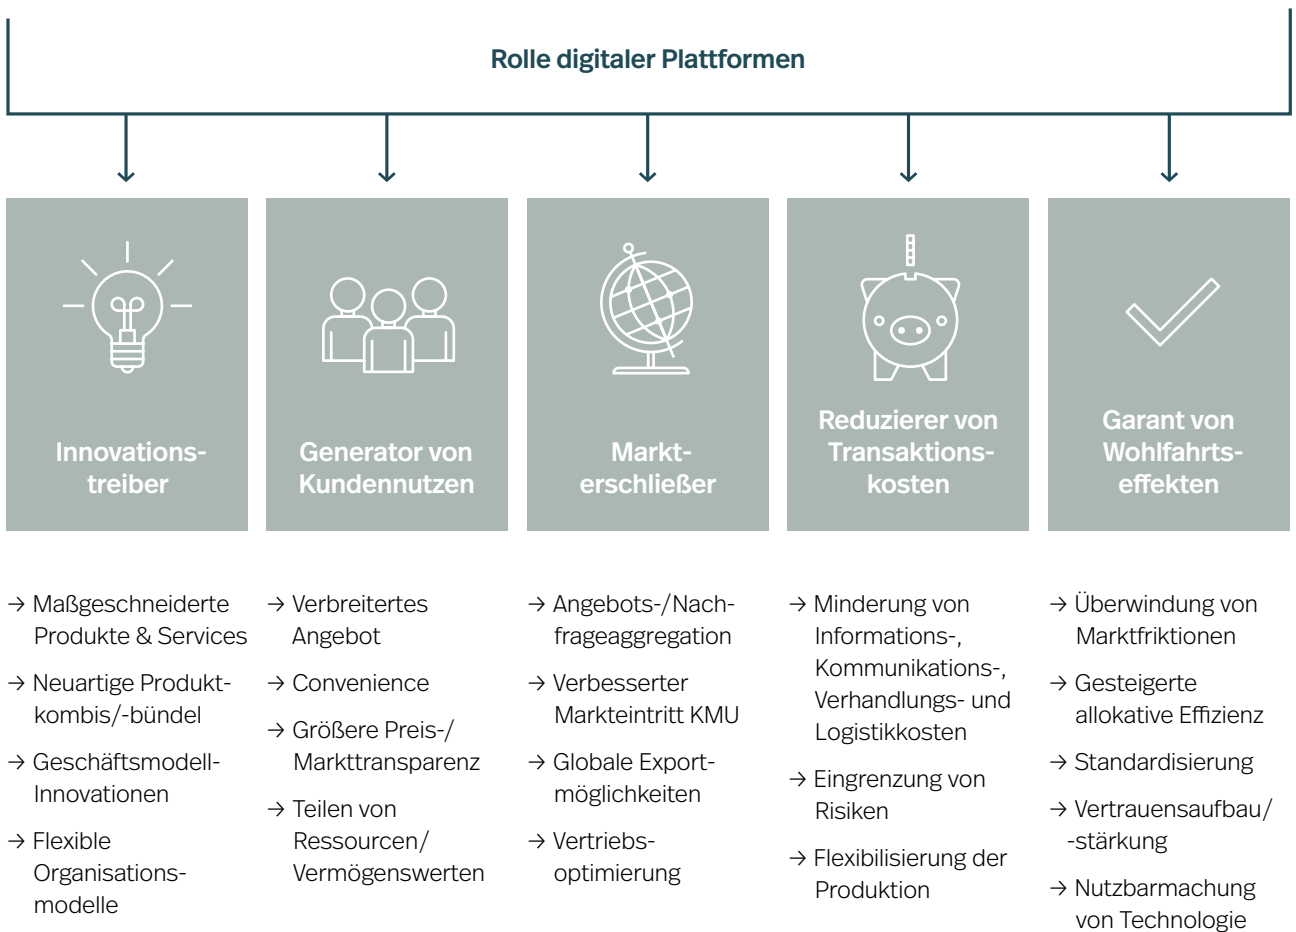 Rolle digitaler Plattformen
Innovations-
treiber
Generator von
Kundennutzen
Markt-
erschließer
Reduzierer von
Transaktions-
kosten
Garant von
Wohlfahrts-
effekten
→ Maßgeschneiderte
Produkte & Services
→ Neuartige Produkt-
kombis/-bündel
→ Geschäftsmodell-
Innovationen
→ Flexible
Organisations-
modelle
→ Verbreitertes
Angebot
→ Convenience
→ Größere Preis-/
Markttransparenz
→ Teilen von
Ressourcen/
Vermögenswerten
→ Angebots-/Nach-
frageaggregation
→ Verbesserter
Markteintritt KMU
→ Globale Export-
möglichkeiten
→ Vertriebs-
optimierung
→ Minderung von
Informations-,
Kommunikations-,
Verhandlungs- und
Logistikkosten
→ Eingrenzung von
Risiken
→ Flexibilisierung der
Produktion
→ Überwindung von
Marktfriktionen
→ Gesteigerte
allokative Effizienz
→ Standardisierung
→ Vertrauensaufbau/
-stärkung
→ Nutzbarmachung
von Technologie